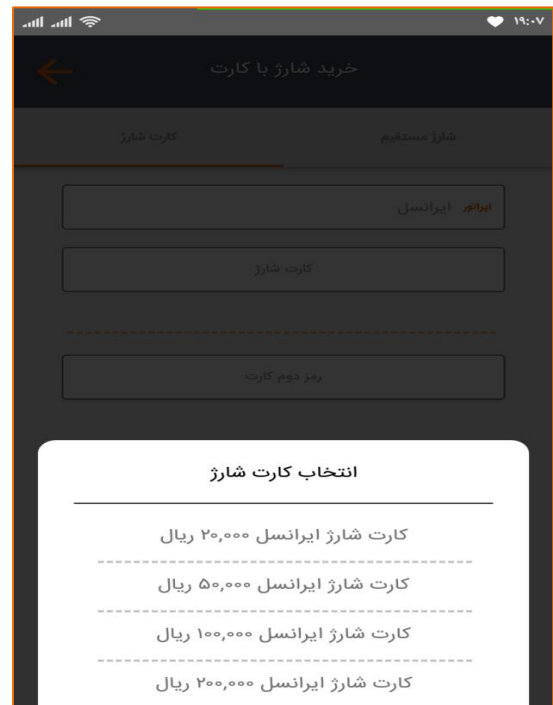 ۱۹:۰۷
خرید شارژ با کارت
شارژ مستقیم کارت شارژ
اپراتور ایرانسل
کارت شارژ
رمز دوم کارت
انتخاب کارت شارژ
کارت شارژ ایرانسل ۲۰,۰۰۰ ریال
کارت شارژ ایرانسل ۵۰,۰۰۰ ریال
کارت شارژ ایرانسل ۱۰۰,۰۰۰ ریال
کارت شارژ ایرانسل ۲۰۰,۰۰۰ ریال